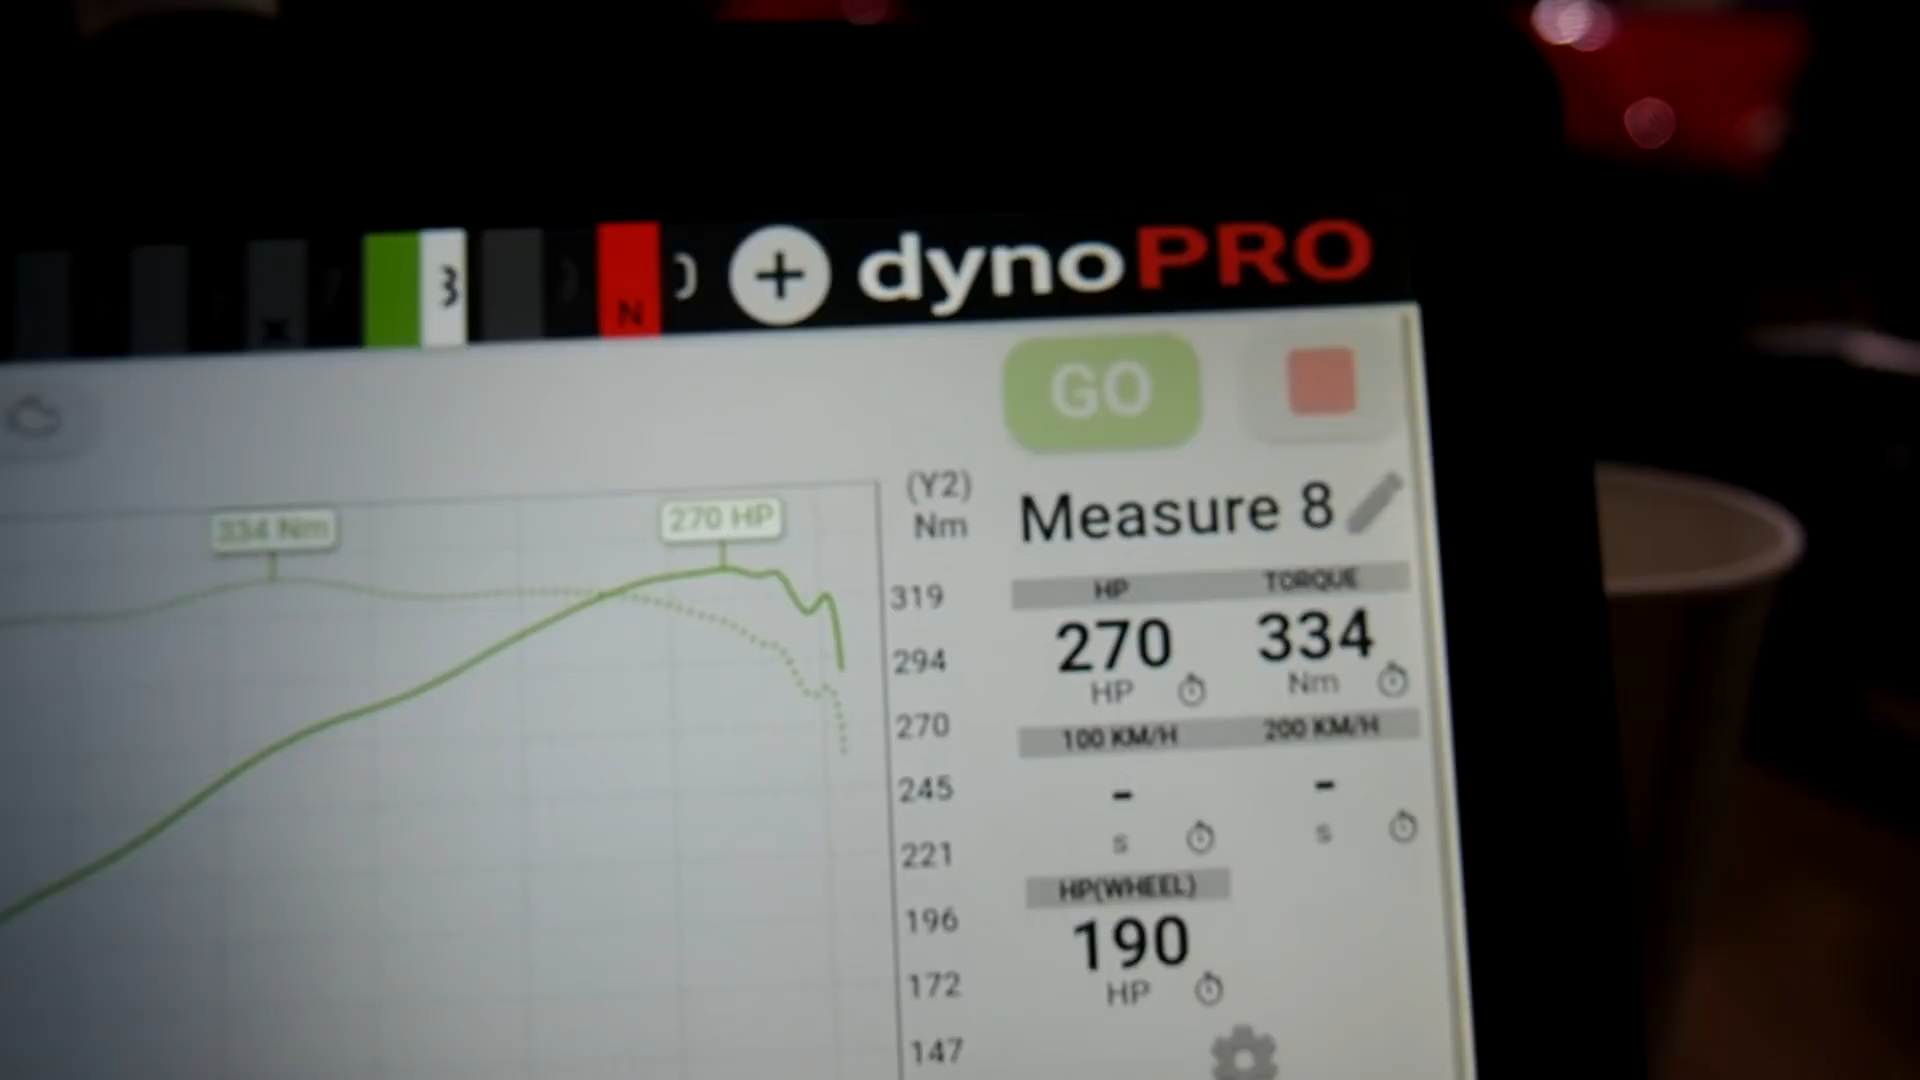 3
N
dynoPRO
GO
334 Nm
270 HP
(Y2)
Nm
319
294
270
245
221
196
172
147
Measure 8
HP TORQUE
270 334
HP Nm
100 KM/H 200 KM/H
- -
s s
HP(WHEEL)
190
HP